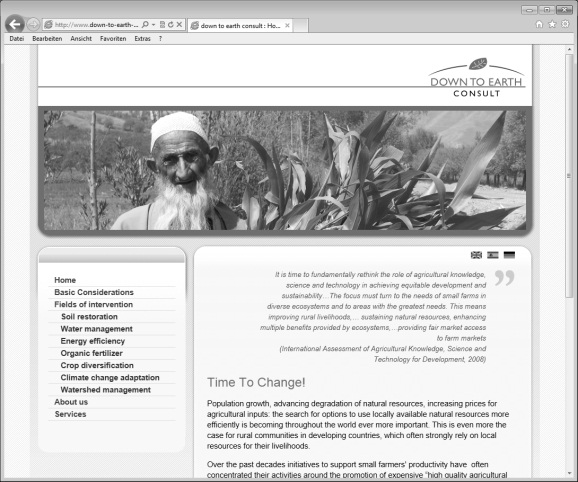 http://www.down-to-earth-...
down to earth consult : Ho...
Datei Bearbeiten Ansicht Favoriten Extras ?
DOWN TO EARTH
CONSULT
Home
Basic Considerations
Fields of intervention
Soil restoration
Water management
Energy efficiency
Organic fertilizer
Crop diversification
Climate change adaptation
Watershed management
About us
Services
It is time to fundamentally rethink the role of agricultural knowledge,
science and technology in achieving equitable development and
sustainability…The focus must turn to the needs of small farms in
diverse ecosystems and to areas with the greatest needs. This means
improving rural livelihoods,… sustaining natural resources, enhancing
multiple benefits provided by ecosystems,…providing fair market access
to farm markets
(International Assessment of Agricultural Knowledge, Science and
Technology for Development, 2008)
”
Time To Change!
Population growth, advancing degradation of natural resources, increasing prices for
agricultural inputs: the search for options to use locally available natural resources more
efficiently is becoming throughout the world ever more important. This is even more the
case for rural communities in developing countries, which often strongly rely on local
resources for their livelihoods.
Over the past decades initiatives to support small farmers' productivity have often
concentrated their activities around the promotion of expensive "high quality agricultural